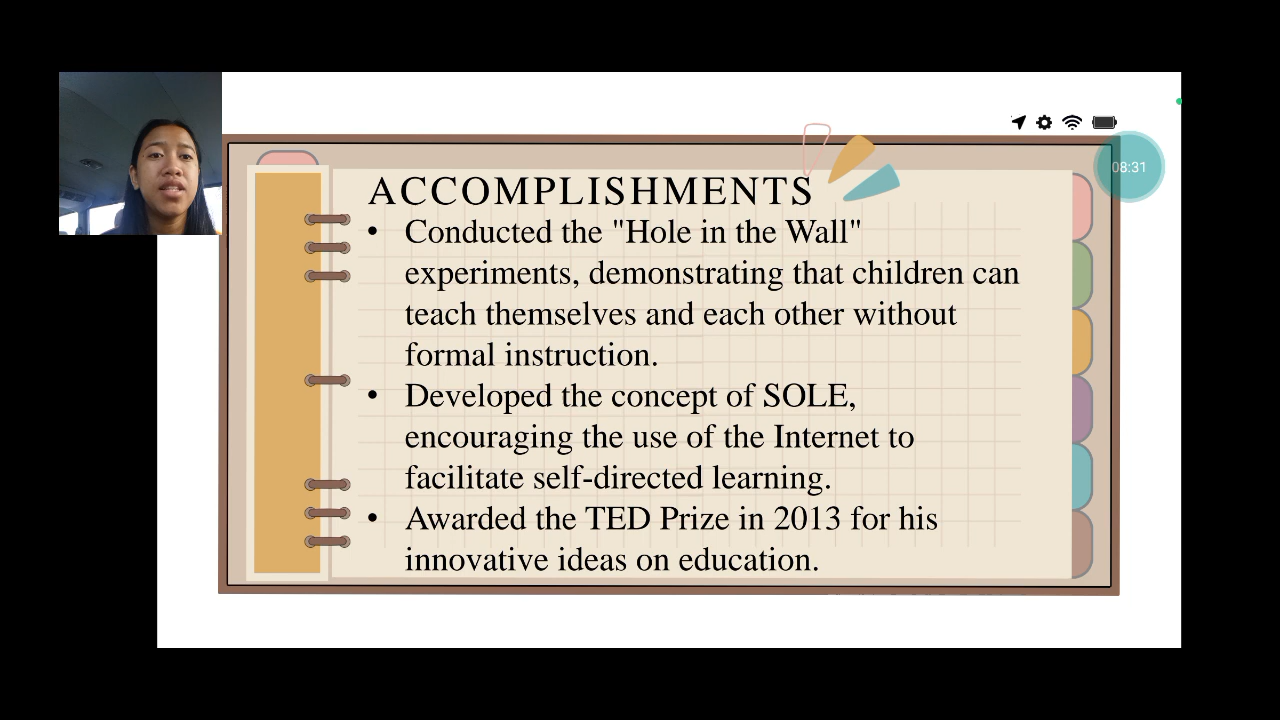 08:31
ACCOMPLISHMENTS
• Conducted the "Hole in the Wall"
experiments, demonstrating that children can
teach themselves and each other without
formal instruction.
• Developed the concept of SOLE,
encouraging the use of the Internet to
facilitate self-directed learning.
• Awarded the TED Prize in 2013 for his
innovative ideas on education.